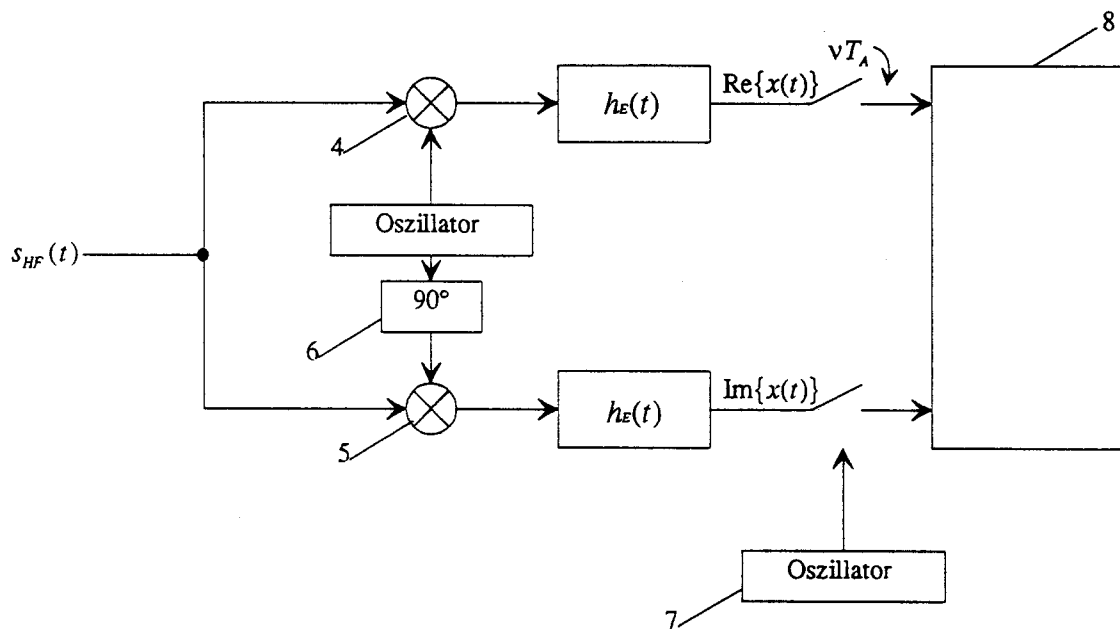 8
νT_A
Re{x(t)}
h_E(t)
4
Oszillator
s_HF(t)
90°
6
Im{x(t)}
h_E(t)
5
Oszillator
7